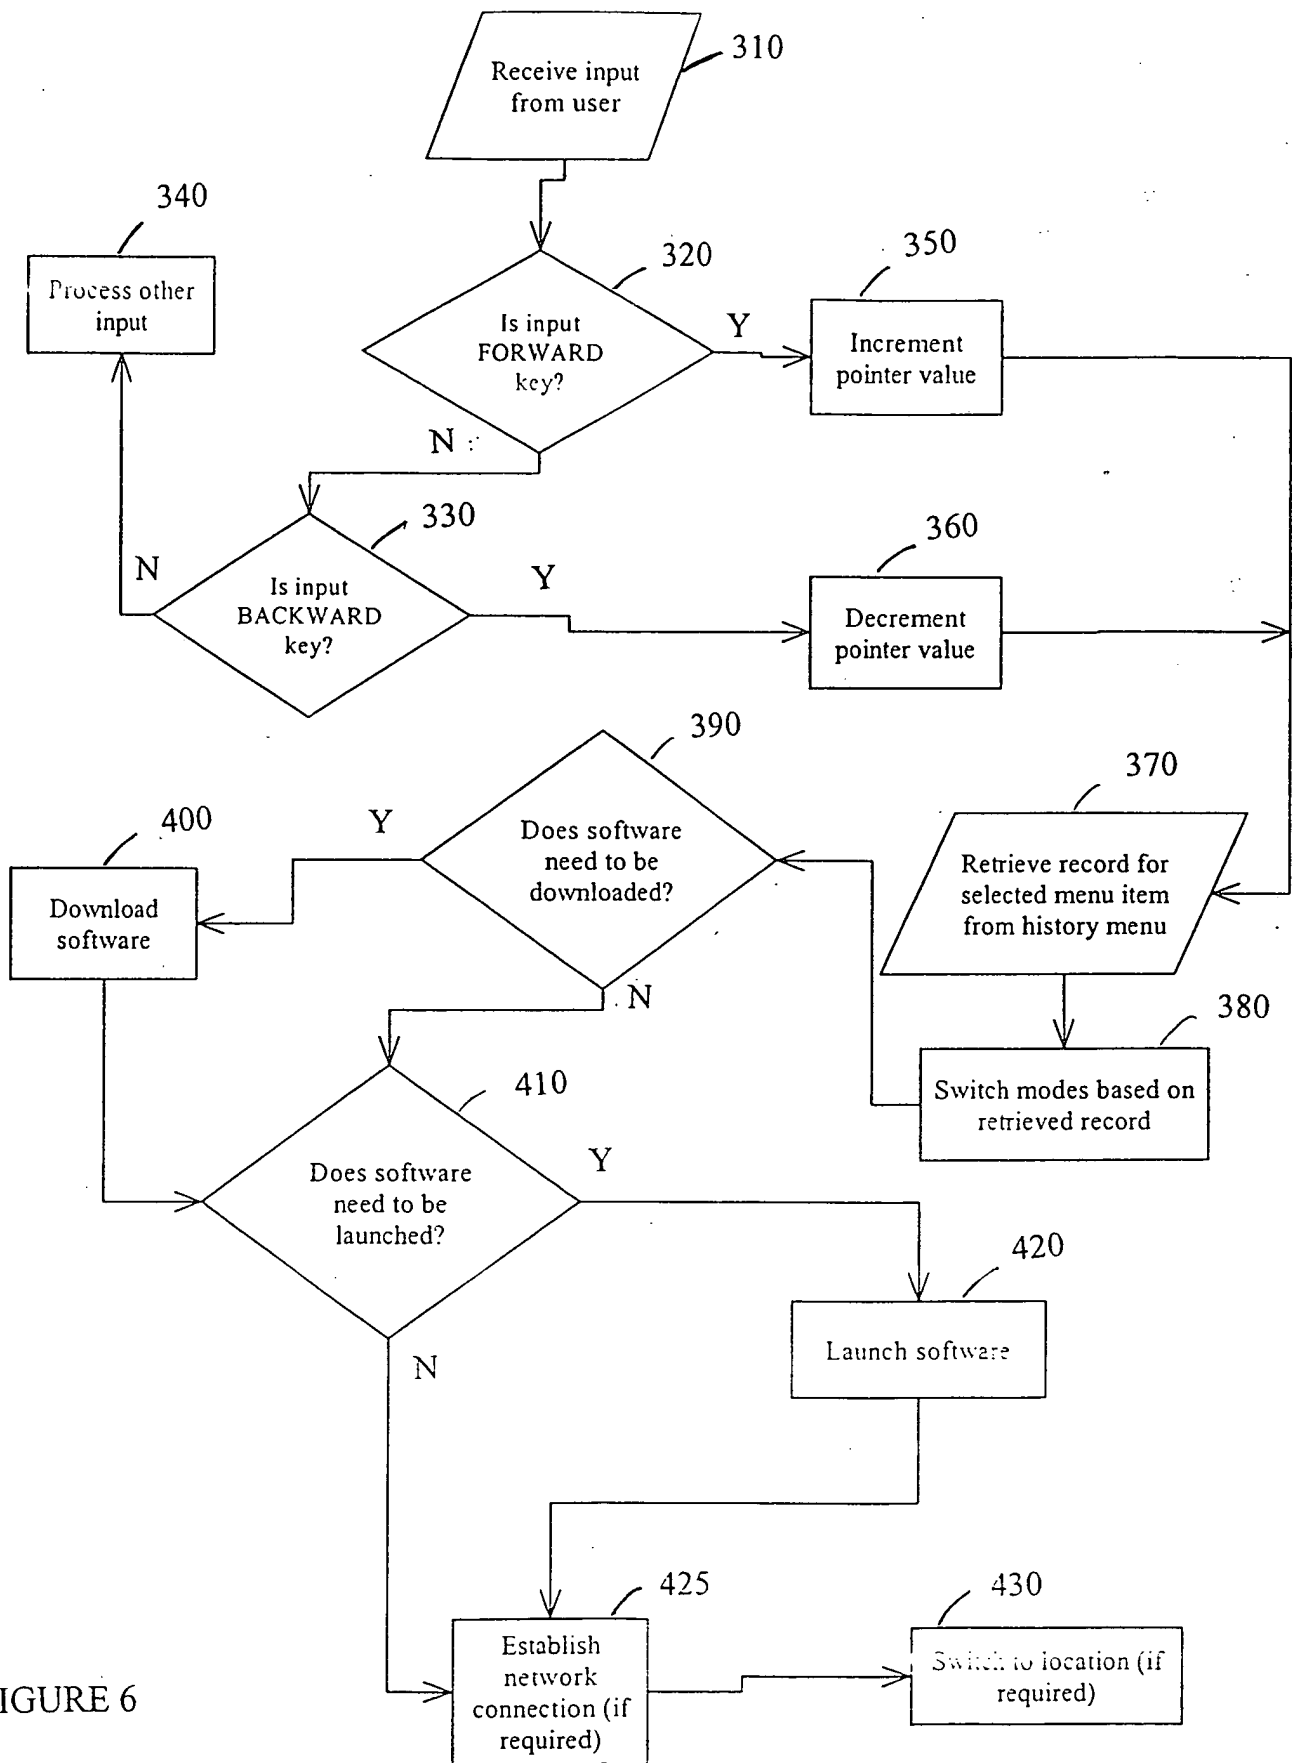 310
Receive input
from user
340
Process other
input
320
Is input
FORWARD
key?
Y
350
Increment
pointer value
N
330
Is input
BACKWARD
key?
N
Y
360
Decrement
pointer value
390
Does software
need to be
downloaded?
Y
N
370
Retrieve record for
selected menu item
from history menu
400
Download
software
380
Switch modes based on
retrieved record
410
Does software
need to be
launched?
Y
N
420
Launch software
425
Establish
network
connection (if
required)
430
Switch to location (if
required)
IGURE 6